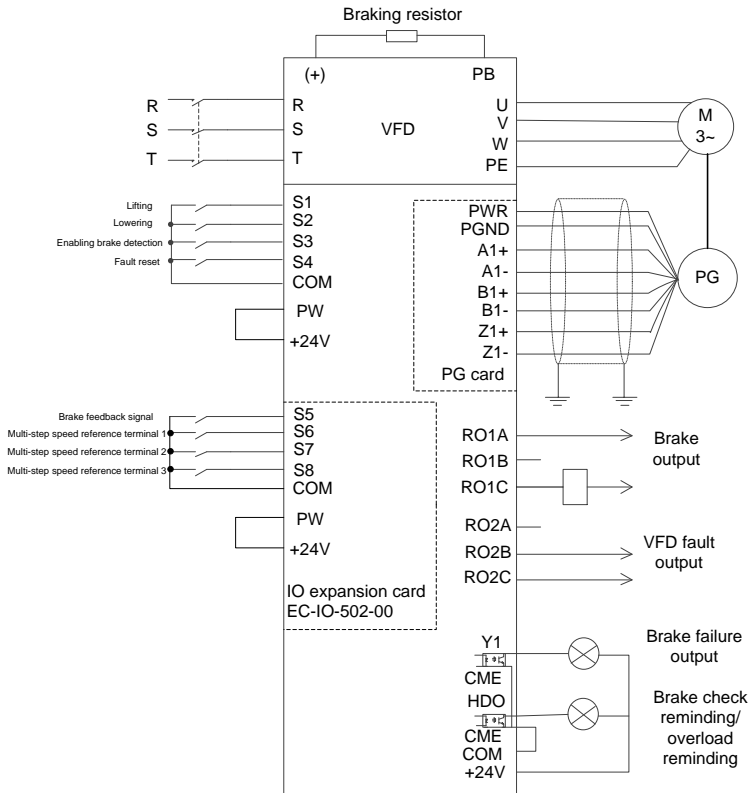 Braking resistor
(+)
PB
R
S
T
R
S
T
VFD
U
V
W
PE
M
3~
Lifting
Lowering
Enabling brake detection
Fault reset
S1
S2
S3
S4
COM
PW
+24V
PWR
PGND
A1+
A1-
B1+
B1-
Z1+
Z1-
PG card
PG
Brake feedback signal
Multi-step speed reference terminal 1
Multi-step speed reference terminal 2
Multi-step speed reference terminal 3
S5
S6
S7
S8
COM
PW
+24V
IO expansion card
EC-IO-502-00
RO1A
RO1B
RO1C
Brake
output
RO2A
RO2B
RO2C
VFD fault
output
Y1
CME
HDO
CME
COM
+24V
Brake failure
output
Brake check
reminding/
overload
reminding